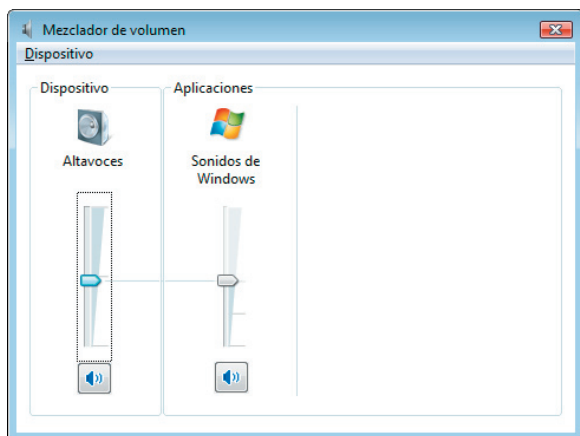 Mezclador de volumen
Dispositivo
Dispositivo
Aplicaciones
Altavoces
Sonidos de
Windows